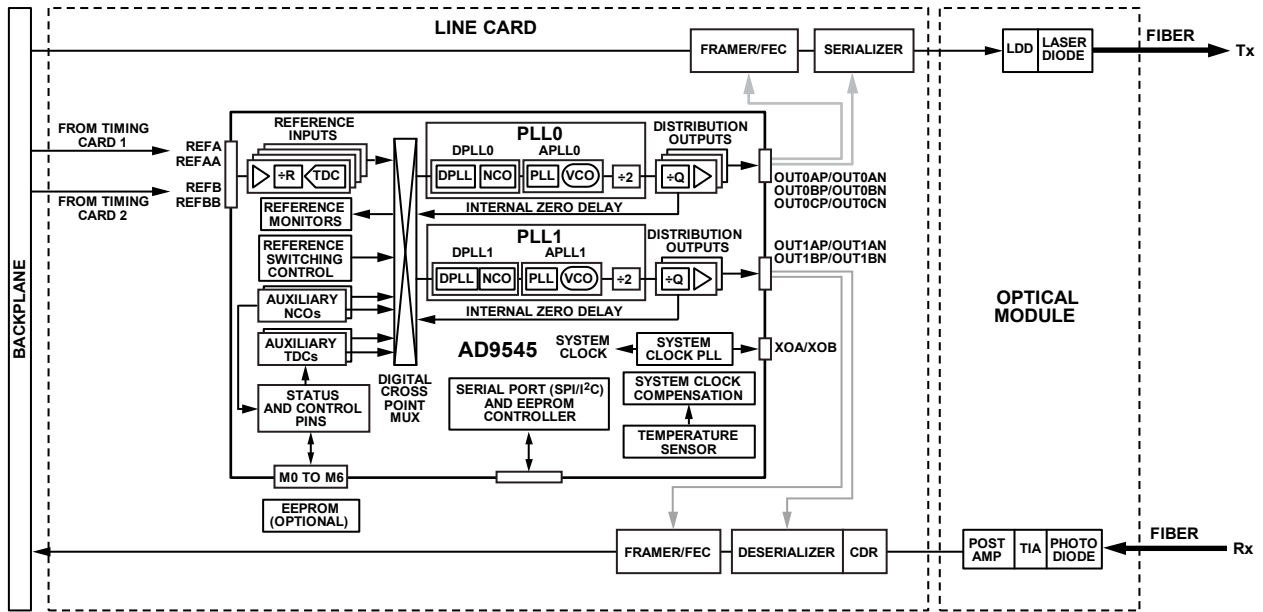 LINE CARD
FRAMER/FEC
SERIALIZER
LDD
LASER
DIODE
FIBER
Tx
BACKPLANE
FROM TIMING
CARD 1
FROM TIMING
CARD 2
REFA
REFAA
REFB
REFBB
REFERENCE
INPUTS
÷R
TDC
REFERENCE
MONITORS
REFERENCE
SWITCHING
CONTROL
AUXILIARY
NCOs
AUXILIARY
TDCs
STATUS
AND CONTROL
PINS
M0 TO M6
EEPROM
(OPTIONAL)
DIGITAL
CROSS
POINT
MUX
PLL0
DPLL0
APLL0
DPLL
NCO
PLL
VCO
÷2
DISTRIBUTION
OUTPUTS
÷Q
INTERNAL ZERO DELAY
OUT0AP/OUT0AN
OUT0BP/OUT0BN
OUT0CP/OUT0CN
PLL1
DPLL1
APLL1
DPLL
NCO
PLL
VCO
÷2
DISTRIBUTION
OUTPUTS
÷Q
INTERNAL ZERO DELAY
OUT1AP/OUT1AN
OUT1BP/OUT1BN
AD9545
SYSTEM
CLOCK
SYSTEM
CLOCK PLL
XOA/XOB
SERIAL PORT (SPI/I²C)
AND EEPROM
CONTROLLER
SYSTEM CLOCK
COMPENSATION
TEMPERATURE
SENSOR
OPTICAL
MODULE
FRAMER/FEC
DESERIALIZER
CDR
POST
AMP
TIA
PHOTO
DIODE
FIBER
Rx